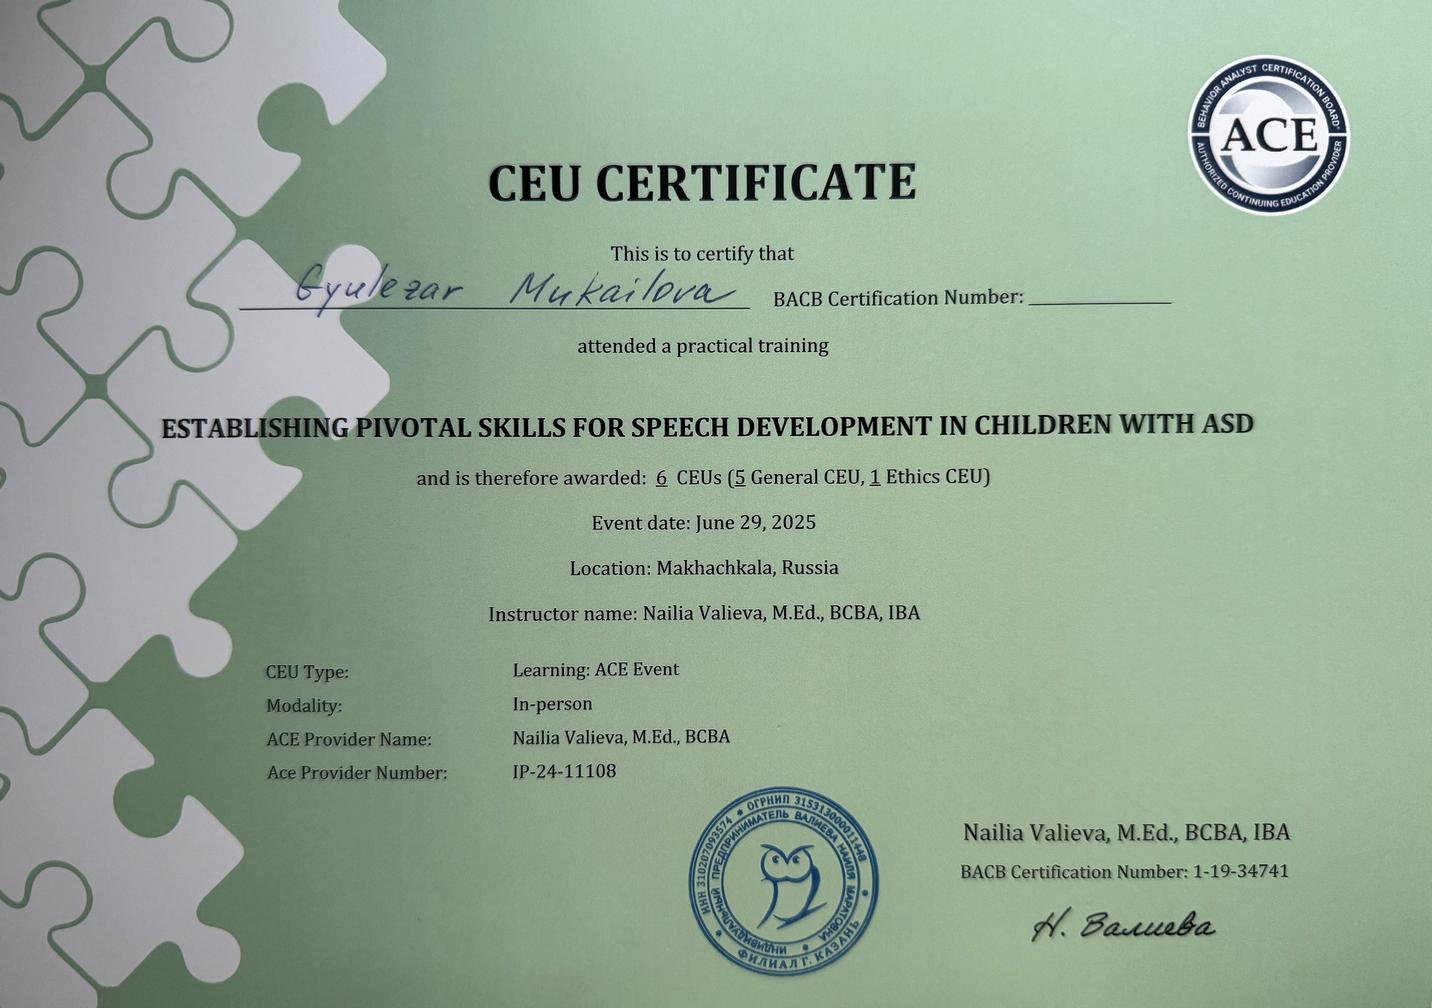 BEHAVIOR ANALYST CERTIFICATION BOARD®
ACE
AUTHORIZED CONTINUING EDUCATION PROVIDER
CEU CERTIFICATE
This is to certify that
Gyulezar Mukailova BACB Certification Number:
attended a practical training
ESTABLISHING PIVOTAL SKILLS FOR SPEECH DEVELOPMENT IN CHILDREN WITH ASD
and is therefore awarded: 6 CEUs (5 General CEU, 1 Ethics CEU)
Event date: June 29, 2025
Location: Makhachkala, Russia
Instructor name: Nailia Valieva, M.Ed., BCBA, IBA
CEU Type: Learning: ACE Event
Modality: In-person
ACE Provider Name: Nailia Valieva, M.Ed., BCBA
Ace Provider Number: IP-24-11108
ИНН 310207093574 * ОГРНИП 315313000011448
ИНДИВИДУАЛЬНЫЙ ПРЕДПРИНИМАТЕЛЬ ВАЛИЕВА НАИЛЯ МАРАТОВНА
ФИЛИАЛ Г. КАЗАНЬ
Nailia Valieva, M.Ed., BCBA, IBA
BACB Certification Number: 1-19-34741
Н. Валиева